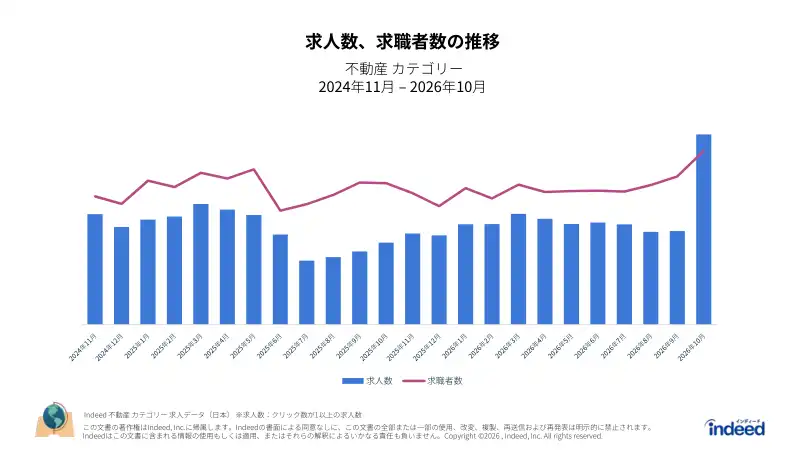 求人数、求職者数の推移
不動産 カテゴリー
2024年11月 – 2026年10月
2024年11月
2024年12月
2025年1月
2025年2月
2025年3月
2025年4月
2025年5月
2025年6月
2025年7月
2025年8月
2025年9月
2025年10月
2025年11月
2025年12月
2026年1月
2026年2月
2026年3月
2026年4月
2026年5月
2026年6月
2026年7月
2026年8月
2026年9月
2026年10月
求人数 求職者数
Indeed 不動産 カテゴリー 求人データ（日本） ※求人数：クリック数が1以上の求人数
この文書の著作権はIndeed, Inc.に帰属します。Indeedの書面による同意なしに、この文書の全部または一部の使用、改変、複製、再送信および再発表は明示的に禁止されます。
Indeedはこの文書に含まれる情報の使用もしくは適用、またはそれらの解釈によるいかなる責任も負いません。Copyright ©2026 , Indeed, Inc. All rights reserved.
インディード
indeed